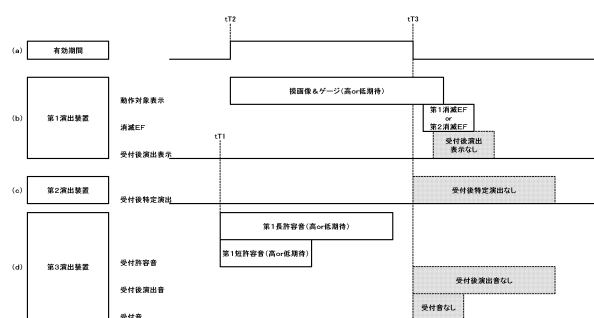 tT2
tT3
(a)
有効期間
操画像&ゲージ(高or低期待)
動作対象表示
第1消滅EF
or
第2消滅EF
(b)
第1演出装置
消滅EF
tT1
受付後演出
表示なし
受付後演出表示
(c)
第2演出装置
受付後特定演出
受付後特定演出なし
第1長許容音(高or低期待)
第1短許容音(高or低期待)
(d)
第3演出装置
受付許容音
受付後演出音なし
受付後演出音
受付音なし
受付音